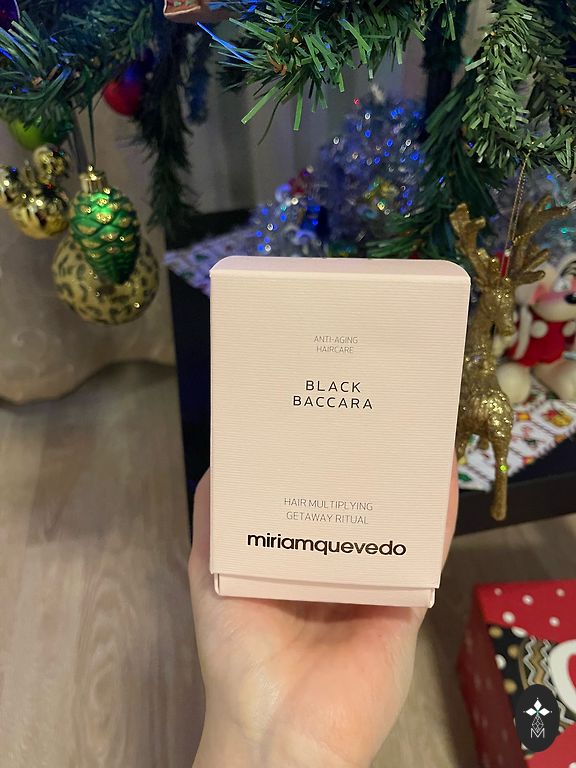 ANTI-AGING
HAIRCARE
BLACK
BACCARA
HAIR MULTIPLYING
GETAWAY RITUAL
miriamquevedo
M